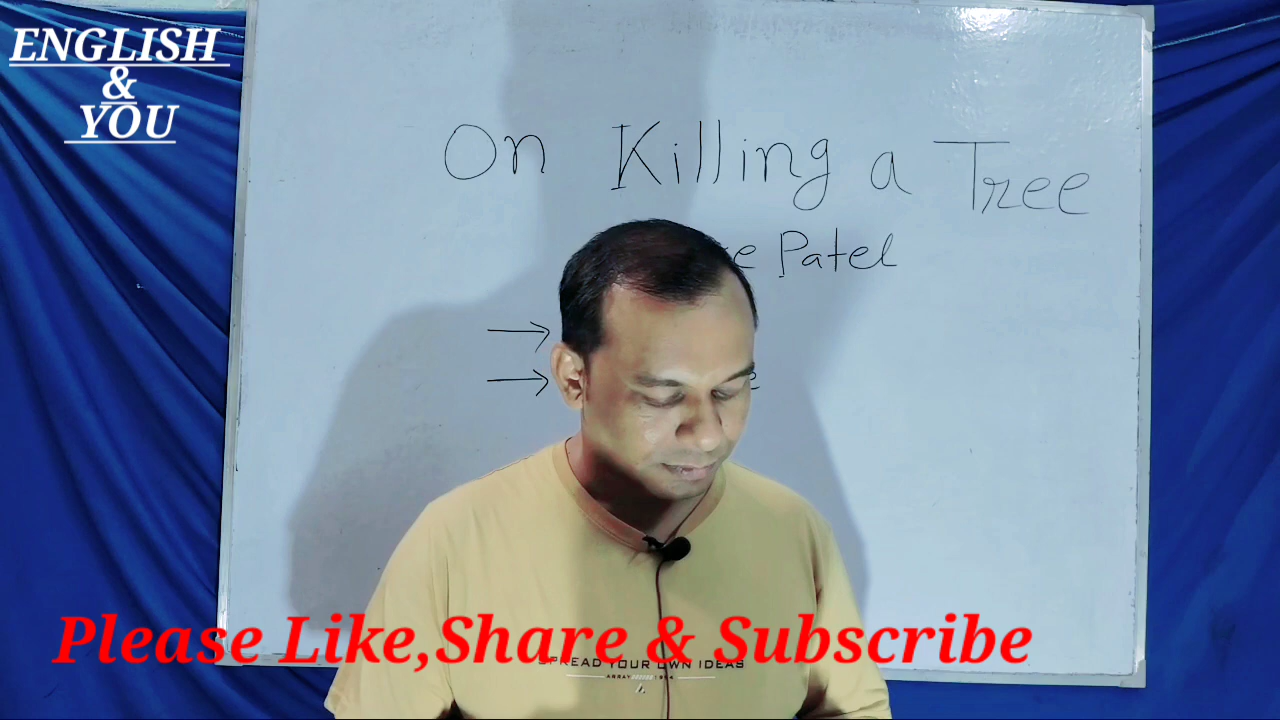 ENGLISH
&
YOU
On Killing a Tree
Patel
Please Like,Share & Subscribe
SPREAD YOUR OWN IDEAS